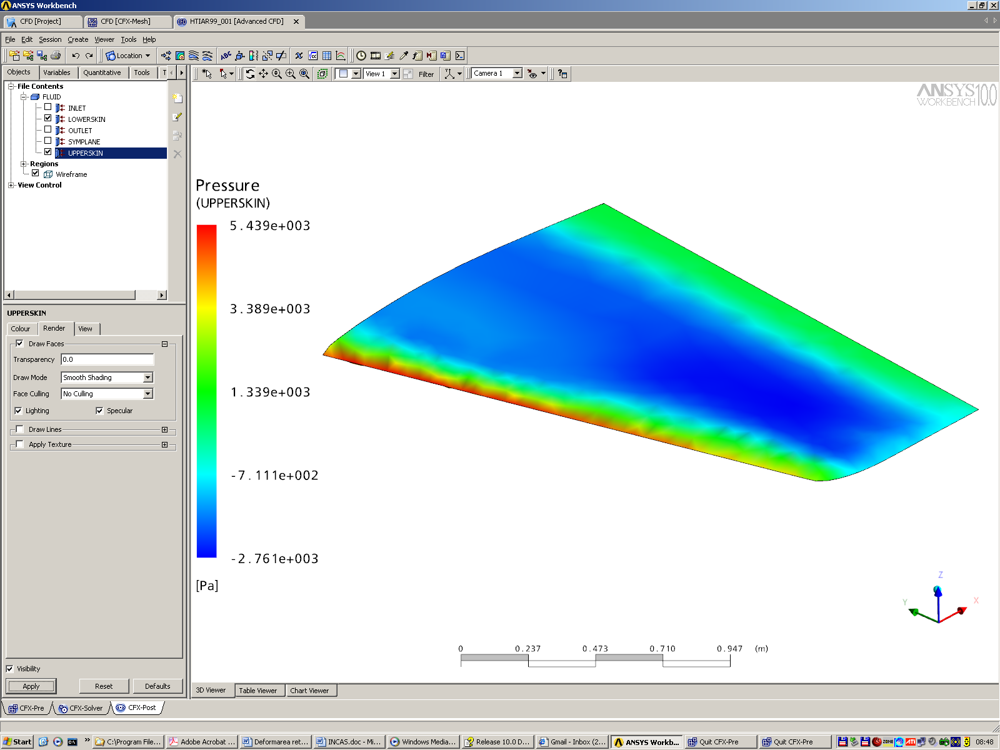 ANSYS Workbench
CFD [Project]
CFD [CFX-Mesh]
HTIAR99_001 [Advanced CFD]
File Edit Session Create Viewer Tools Help
Location
Objects Variables Quantitative Tools T
View 1
Filter
Camera 1
File Contents
FLUID
INLET
LOWERSKIN
OUTLET
SYMPLANE
UPPERSKIN
Regions
Wireframe
View Control
UPPERSKIN
Colour Render View
Draw Faces
Transparency 0.0
Draw Mode Smooth Shading
Face Culling No Culling
Lighting Specular
Draw Lines
Apply Texture
Visibility
Apply Reset Defaults
ANSYS 10.0
WORKBENCH
Pressure
(UPPERSKIN)
5.439e+003
3.389e+003
1.339e+003
-7.111e+002
-2.761e+003
[Pa]
Z
Y
X
0 0.237 0.473 0.710 0.947 (m)
3D Viewer Table Viewer Chart Viewer
CFX-Pre CFX-Solver CFX-Post
Start
C:\Program File...
Adobe Acrobat ...
Deformarea ret...
INCAS.doc - Mi...
Windows Media...
Release 10.0 D...
Gmail - Inbox (2...
ANSYS Workb...
Quit CFX-Pre
Quit CFX-Pre
ZONE
ATI
08:48